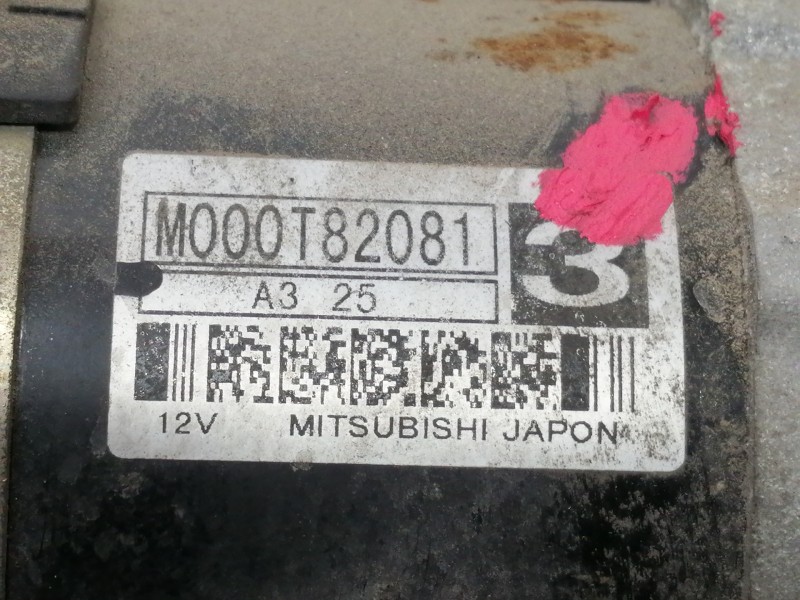 M000T82081
3
A3 25
12V MITSUBISHI JAPON